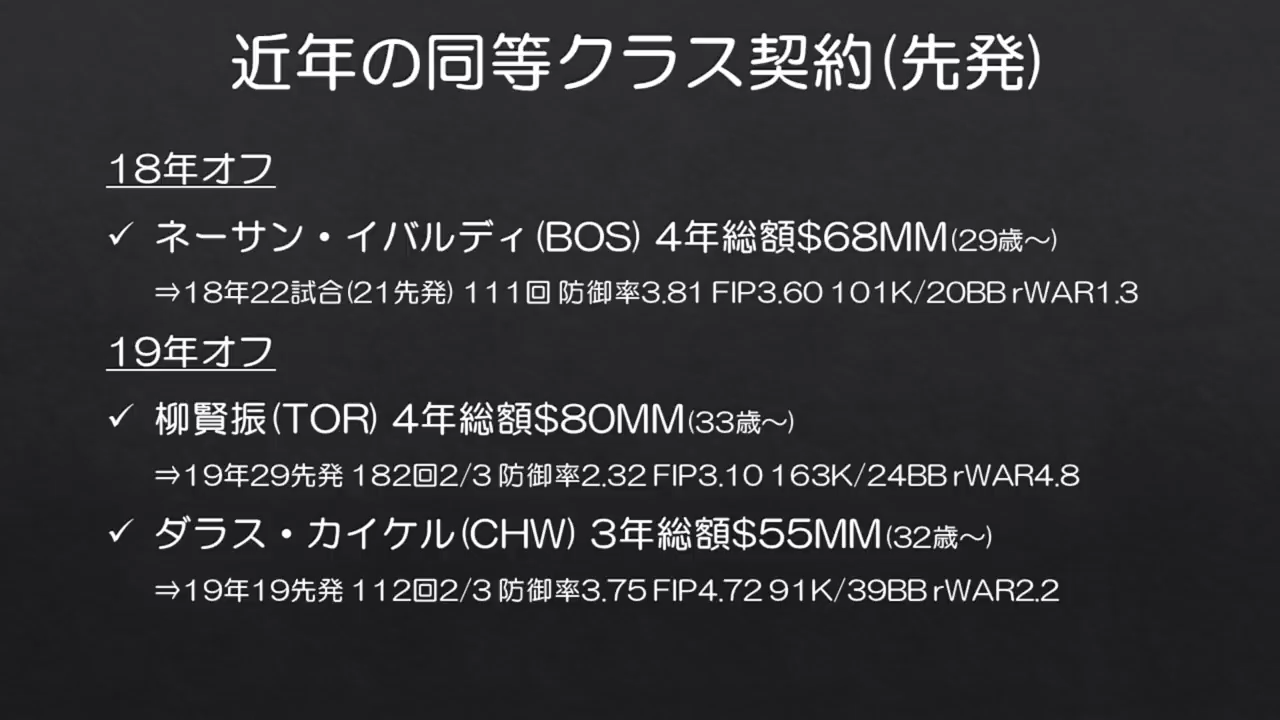 近年の同等クラス契約(先発)
18年オフ
✓ ネーサン・イバルディ(BOS) 4年総額$68MM(29歳～)
⇒18年22試合(21先発) 111回 防御率3.81 FIP3.60 101K/20BB rWAR1.3
19年オフ
✓ 柳賢振(TOR) 4年総額$80MM(33歳～)
⇒19年29先発 182回2/3 防御率2.32 FIP3.10 163K/24BB rWAR4.8
✓ ダラス・カイケル(CHW) 3年総額$55MM(32歳～)
⇒19年19先発 112回2/3 防御率3.75 FIP4.72 91K/39BB rWAR2.2